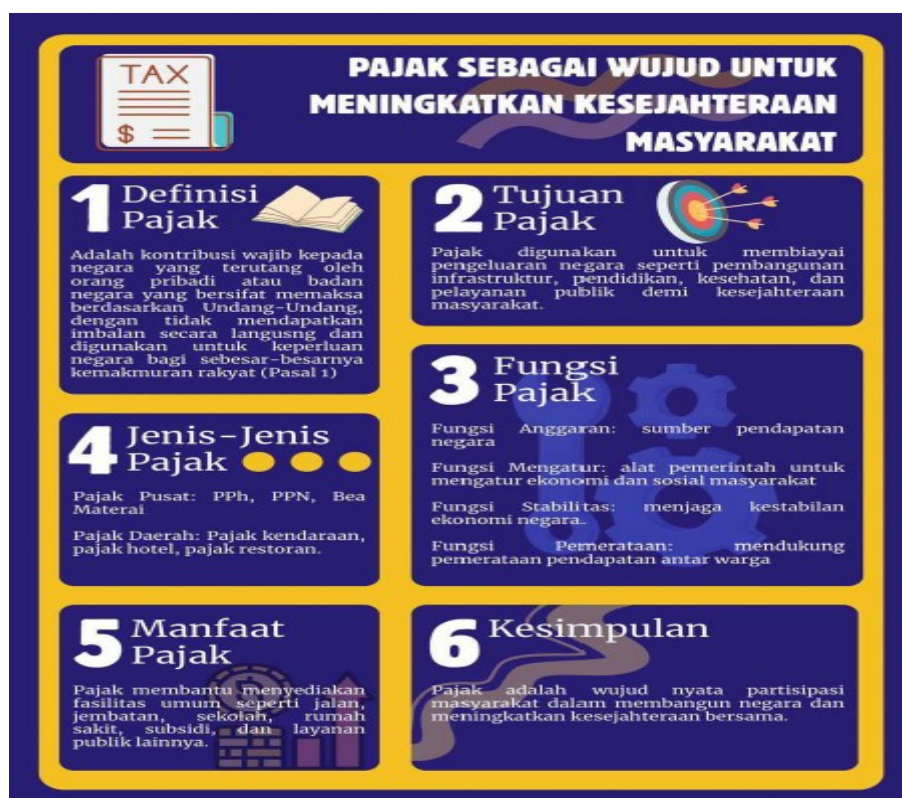 TAX
$
PAJAK SEBAGAI WUJUD UNTUK
MENINGKATKAN KESEJAHTERAAN
MASYARAKAT
1 Definisi
Pajak
Adalah kontribusi wajib kepada
negara yang terutang oleh
orang pribadi atau badan
negara yang bersifat memaksa
berdasarkan Undang-Undang,
dengan tidak mendapatkan
imbalan secara langusng dan
digunakan untuk keperluan
negara bagi sebesar-besarnya
kemakmuran rakyat (Pasal 1)
2 Tujuan
Pajak
Pajak digunakan untuk membiayai
pengeluaran negara seperti pembangunan
infrastruktur, pendidikan, kesehatan, dan
pelayanan publik demi kesejahteraan
masyarakat.
3 Fungsi
Pajak
Fungsi Anggaran: sumber pendapatan
negara
Fungsi Mengatur: alat pemerintah untuk
mengatur ekonomi dan sosial masyarakat
Fungsi Stabilitas: menjaga kestabilan
ekonomi negara.
Fungsi Pemerataan: mendukung
pemerataan pendapatan antar warga
4 Jenis-Jenis
Pajak
Pajak Pusat: PPh, PPN, Bea
Materai
Pajak Daerah: Pajak kendaraan,
pajak hotel, pajak restoran.
5 Manfaat
Pajak
Pajak membantu menyediakan
fasilitas umum seperti jalan,
jembatan, sekolah, rumah
sakit, subsidi, dan layanan
publik lainnya.
6 Kesimpulan
Pajak adalah wujud nyata partisipasi
masyarakat dalam membangun negara dan
meningkatkan kesejahteraan bersama.